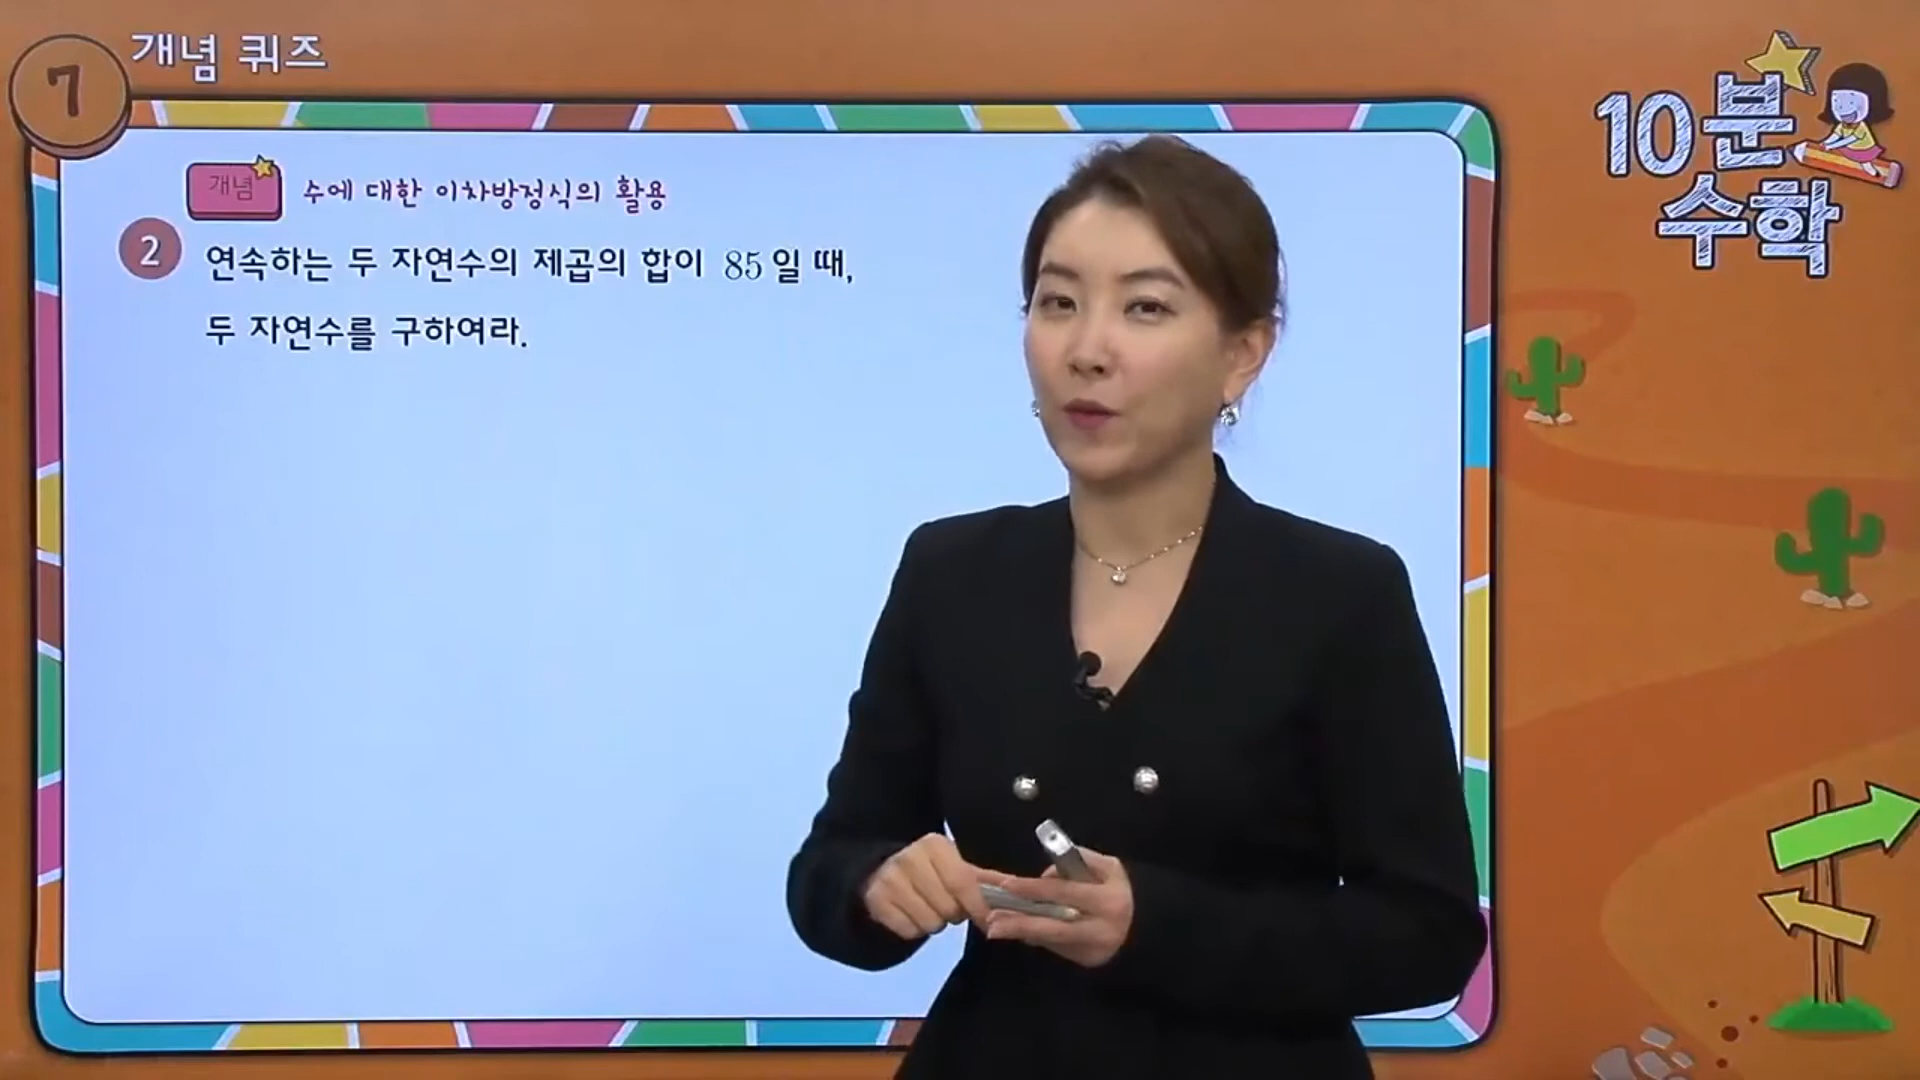 7 개념 퀴즈
10분
수학
개념 수에 대한 이차방정식의 활용
2 연속하는 두 자연수의 제곱의 합이 85일 때,
두 자연수를 구하여라.